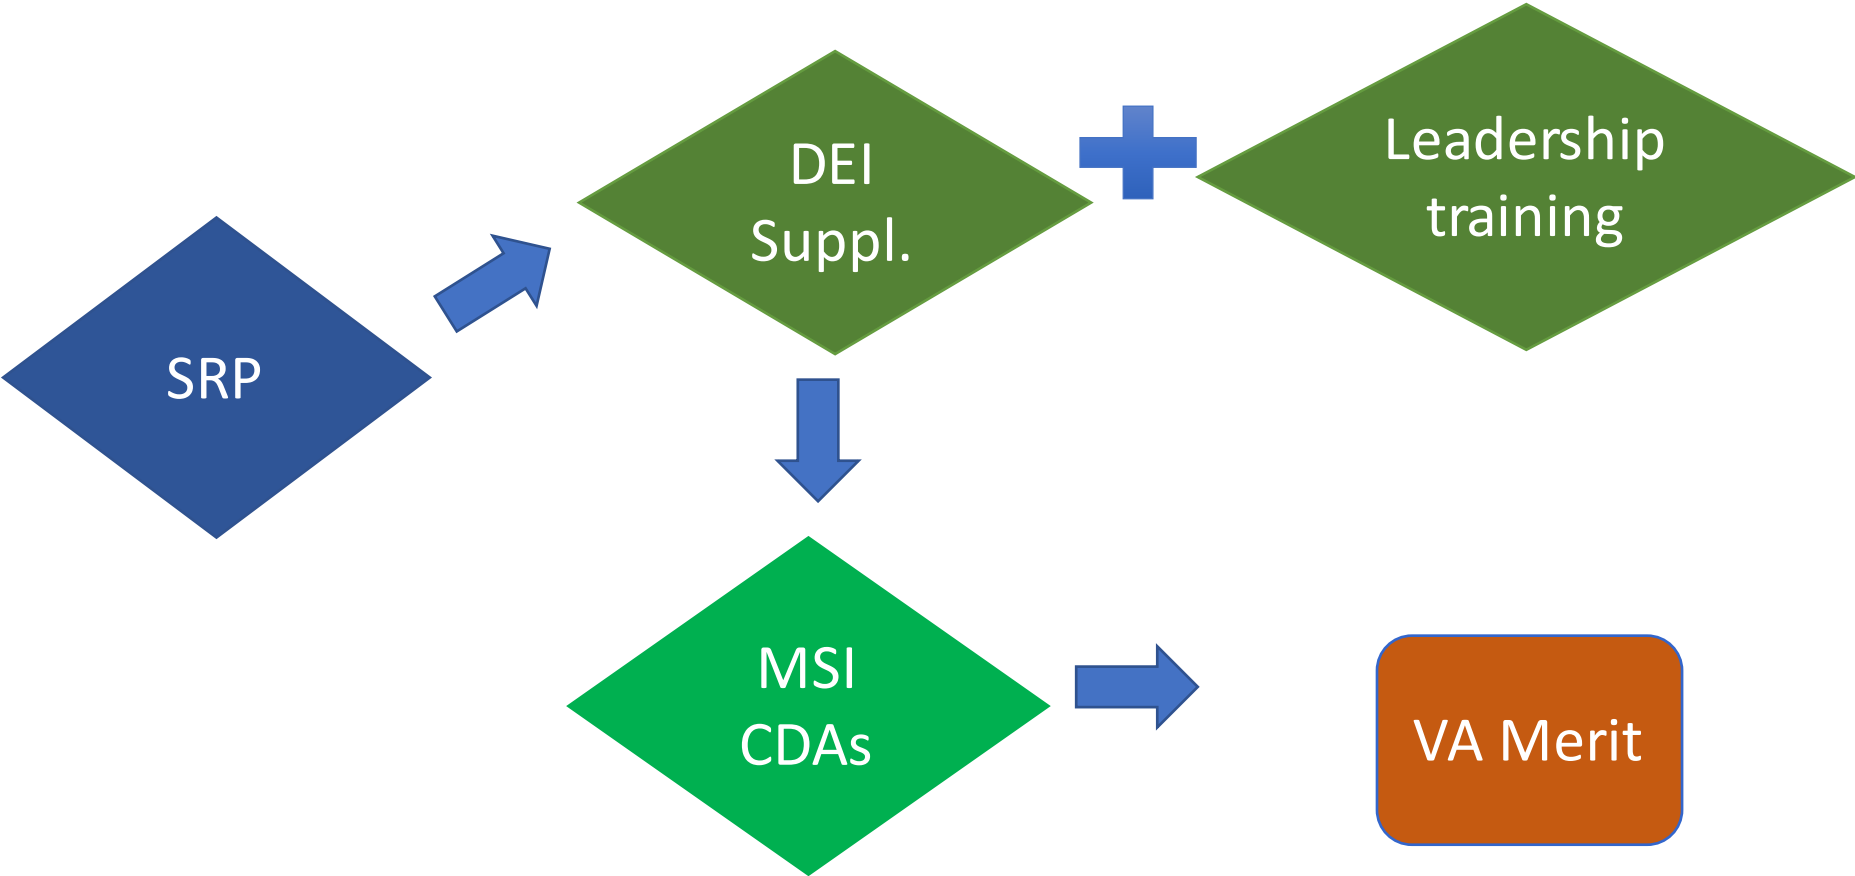 SRP
DEI
Suppl.
Leadership
training
MSI
CDAs
VA Merit